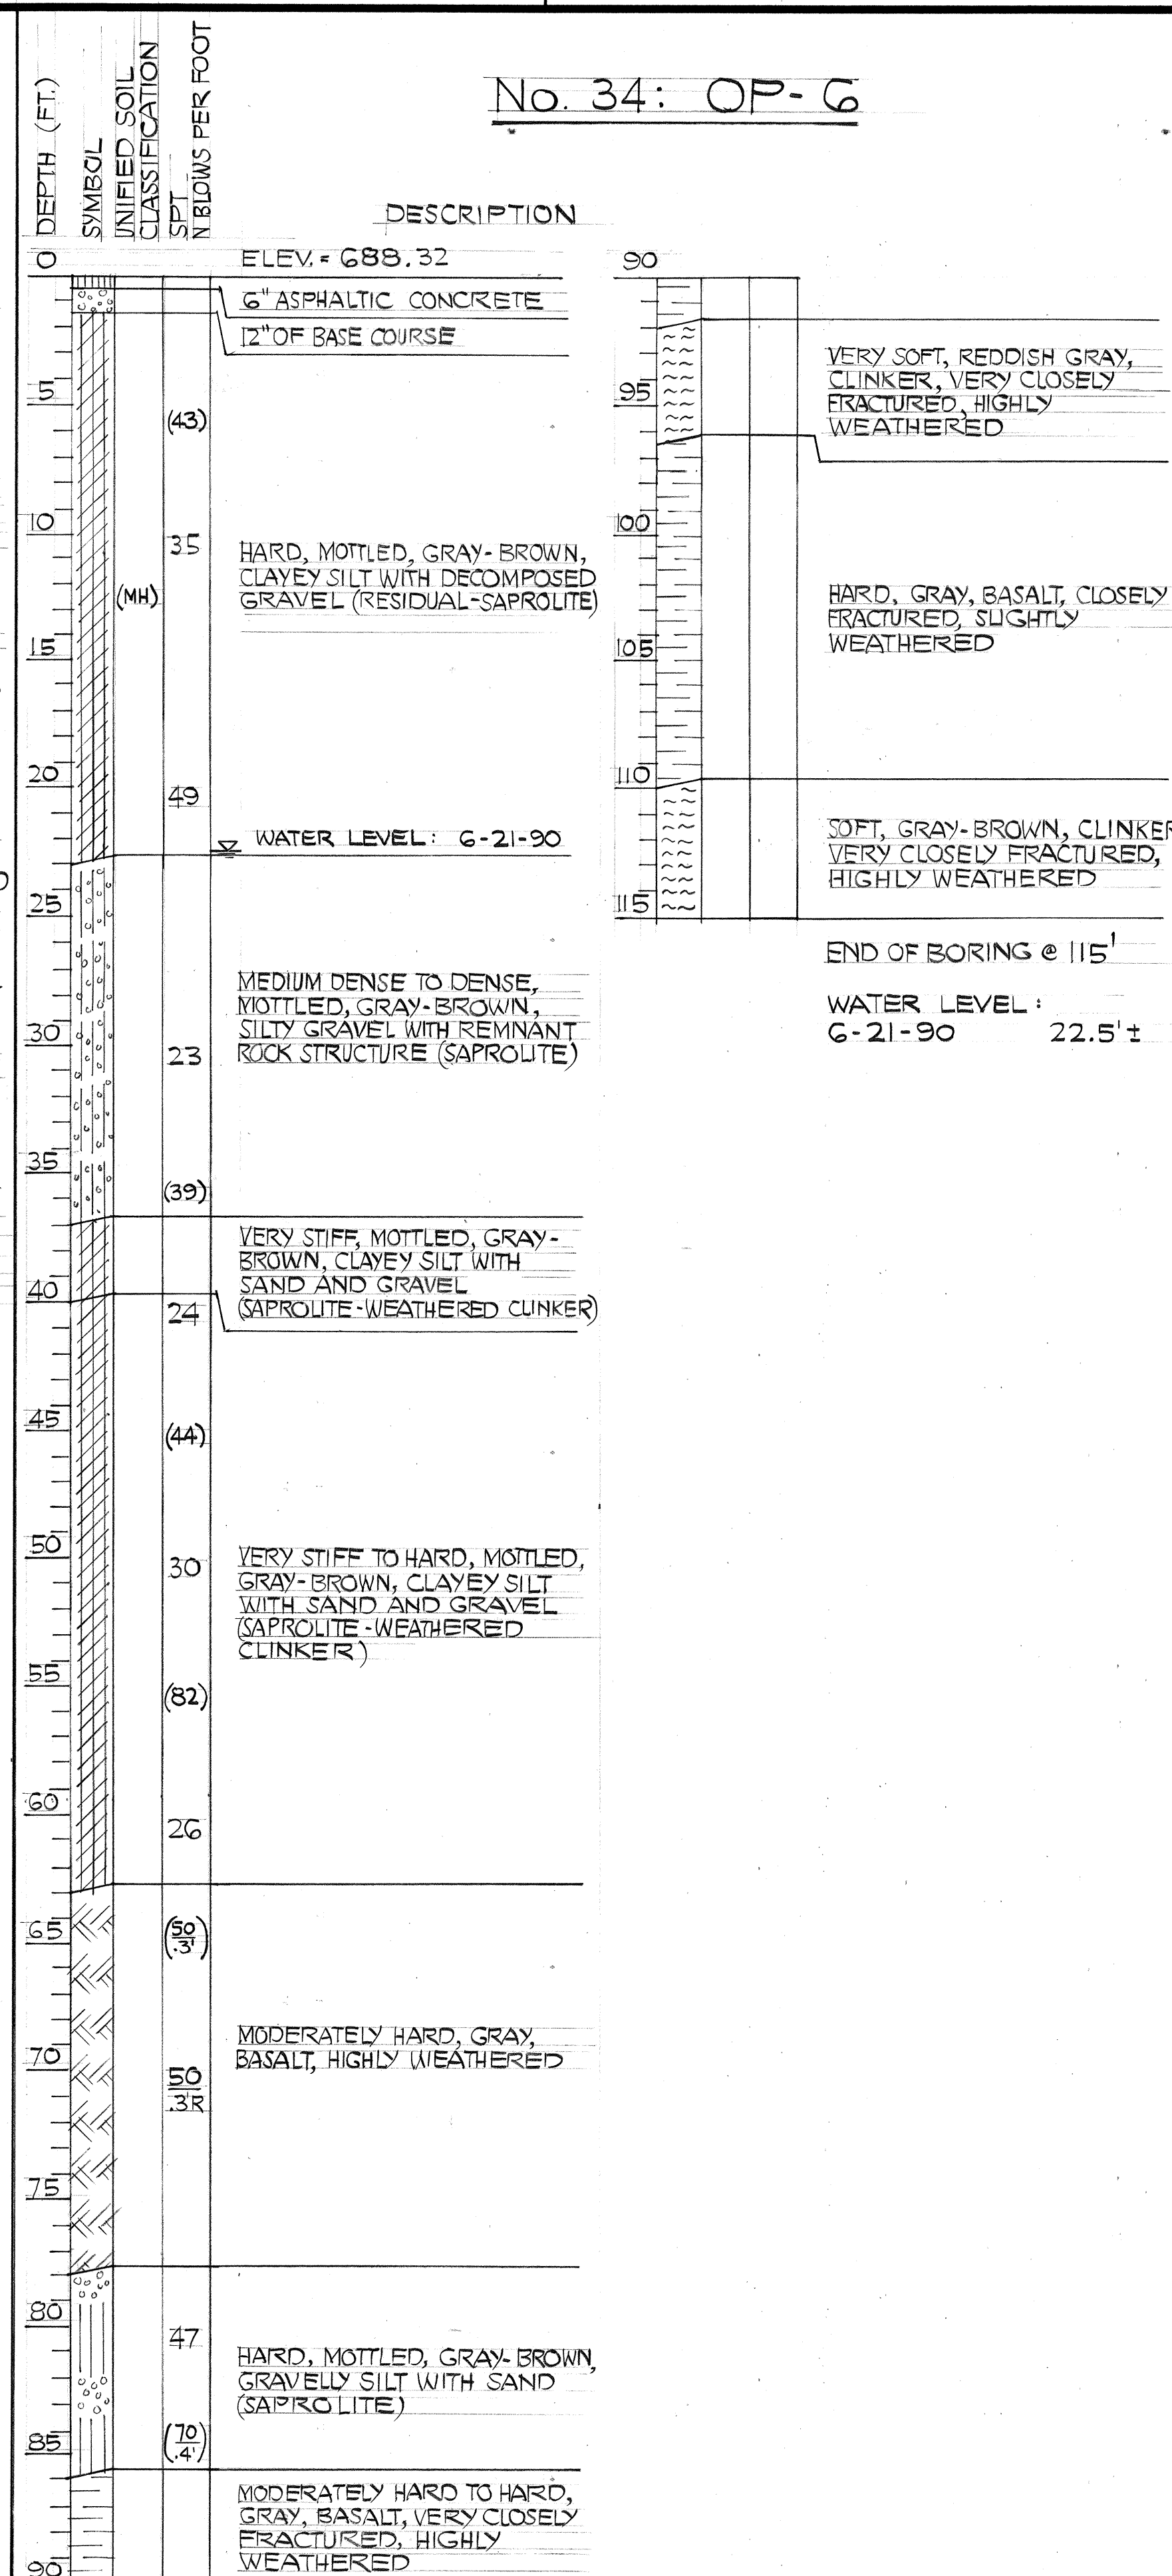 No. 34: OP-6
DEPTH (FT.)
SYMBOL
UNIFIED SOIL
CLASSIFICATION
SPT
N BLOWS PER FOOT
DESCRIPTION
0
ELEV. = 688.32
6" ASPHALTIC CONCRETE
12" OF BASE COURSE
5
(43)
10
35
HARD, MOTTLED, GRAY-BROWN,
CLAYEY SILT WITH DECOMPOSED
GRAVEL (RESIDUAL-SAPROLITE)
(MH)
15
20
49
WATER LEVEL: 6-21-90
25
MEDIUM DENSE TO DENSE,
MOTTLED, GRAY-BROWN,
SILTY GRAVEL WITH REMNANT
ROCK STRUCTURE (SAPROLITE)
30
23
35
(39)
VERY STIFF, MOTTLED, GRAY-
BROWN, CLAYEY SILT WITH
SAND AND GRAVEL
(SAPROLITE-WEATHERED CLINKER)
40
24
45
(44)
50
30
VERY STIFF TO HARD, MOTTLED,
GRAY-BROWN, CLAYEY SILT
WITH SAND AND GRAVEL
(SAPROLITE-WEATHERED
CLINKER)
55
(82)
60
26
65
(50
.3')
MODERATELY HARD, GRAY,
BASALT, HIGHLY WEATHERED
70
50
.3'R
75
80
47
HARD, MOTTLED, GRAY-BROWN,
GRAVELLY SILT WITH SAND
(SAPROLITE)
85
(70
.4')
MODERATELY HARD TO HARD,
GRAY, BASALT, VERY CLOSELY
FRACTURED, HIGHLY
WEATHERED
90
90
VERY SOFT, REDDISH GRAY,
CLINKER, VERY CLOSELY
FRACTURED, HIGHLY
WEATHERED
95
100
HARD, GRAY, BASALT, CLOSELY
FRACTURED, SLIGHTLY
WEATHERED
105
110
SOFT, GRAY-BROWN, CLINKER
VERY CLOSELY FRACTURED,
HIGHLY WEATHERED
115
END OF BORING @ 115'
WATER LEVEL:
6-21-90 22.5'±